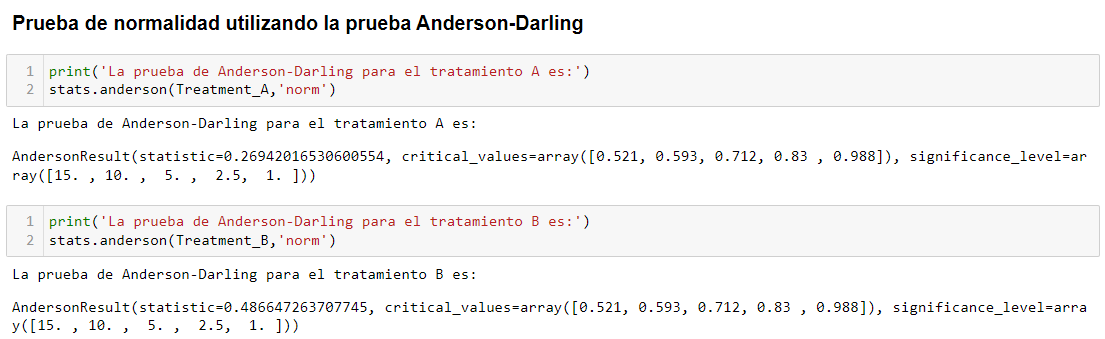 Prueba de normalidad utilizando la prueba Anderson-Darling
1 print('La prueba de Anderson-Darling para el tratamiento A es:')
2 stats.anderson(Treatment_A,'norm')
La prueba de Anderson-Darling para el tratamiento A es:
AndersonResult(statistic=0.26942016530600554, critical_values=array([0.521, 0.593, 0.712, 0.83 , 0.988]), significance_level=ar
ray([15. , 10. ,  5. ,  2.5,  1. ]))
1 print('La prueba de Anderson-Darling para el tratamiento B es:')
2 stats.anderson(Treatment_B,'norm')
La prueba de Anderson-Darling para el tratamiento B es:
AndersonResult(statistic=0.486647263707745, critical_values=array([0.521, 0.593, 0.712, 0.83 , 0.988]), significance_level=arra
y([15. , 10. ,  5. ,  2.5,  1. ]))